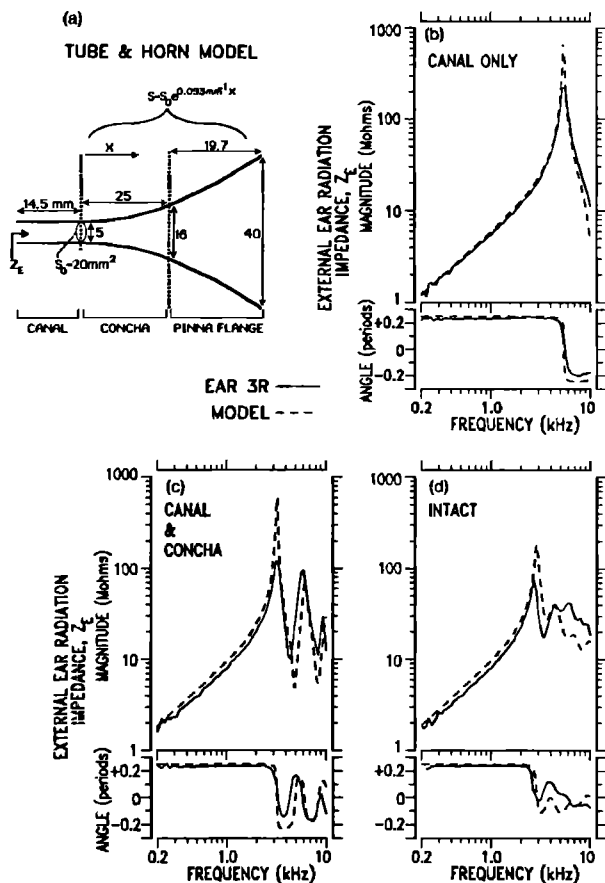 (a)
TUBE & HORN MODEL
S-S₀e^0.093mm⁻¹x
X
19.7
14.5 mm
25
5
16
40
Z_E
S₀-20mm²
CANAL
CONCHA
PINNA FLANGE
EAR 3R
MODEL
(b)
CANAL ONLY
EXTERNAL EAR RADIATION
IMPEDANCE, Z_E
MAGNITUDE (Mohms)
1000
100
10
1
ANGLE (periods)
+0.2
0
-0.2
0.2
1.0
10
FREQUENCY (kHz)
(c)
CANAL
&
CONCHA
EXTERNAL EAR RADIATION
IMPEDANCE, Z_E
MAGNITUDE (Mohms)
1000
100
10
1
ANGLE (periods)
+0.2
0
-0.2
0.2
1.0
10
FREQUENCY (kHz)
(d)
INTACT
1000
100
10
1
+0.2
0
-0.2
0.2
1.0
10
FREQUENCY (kHz)